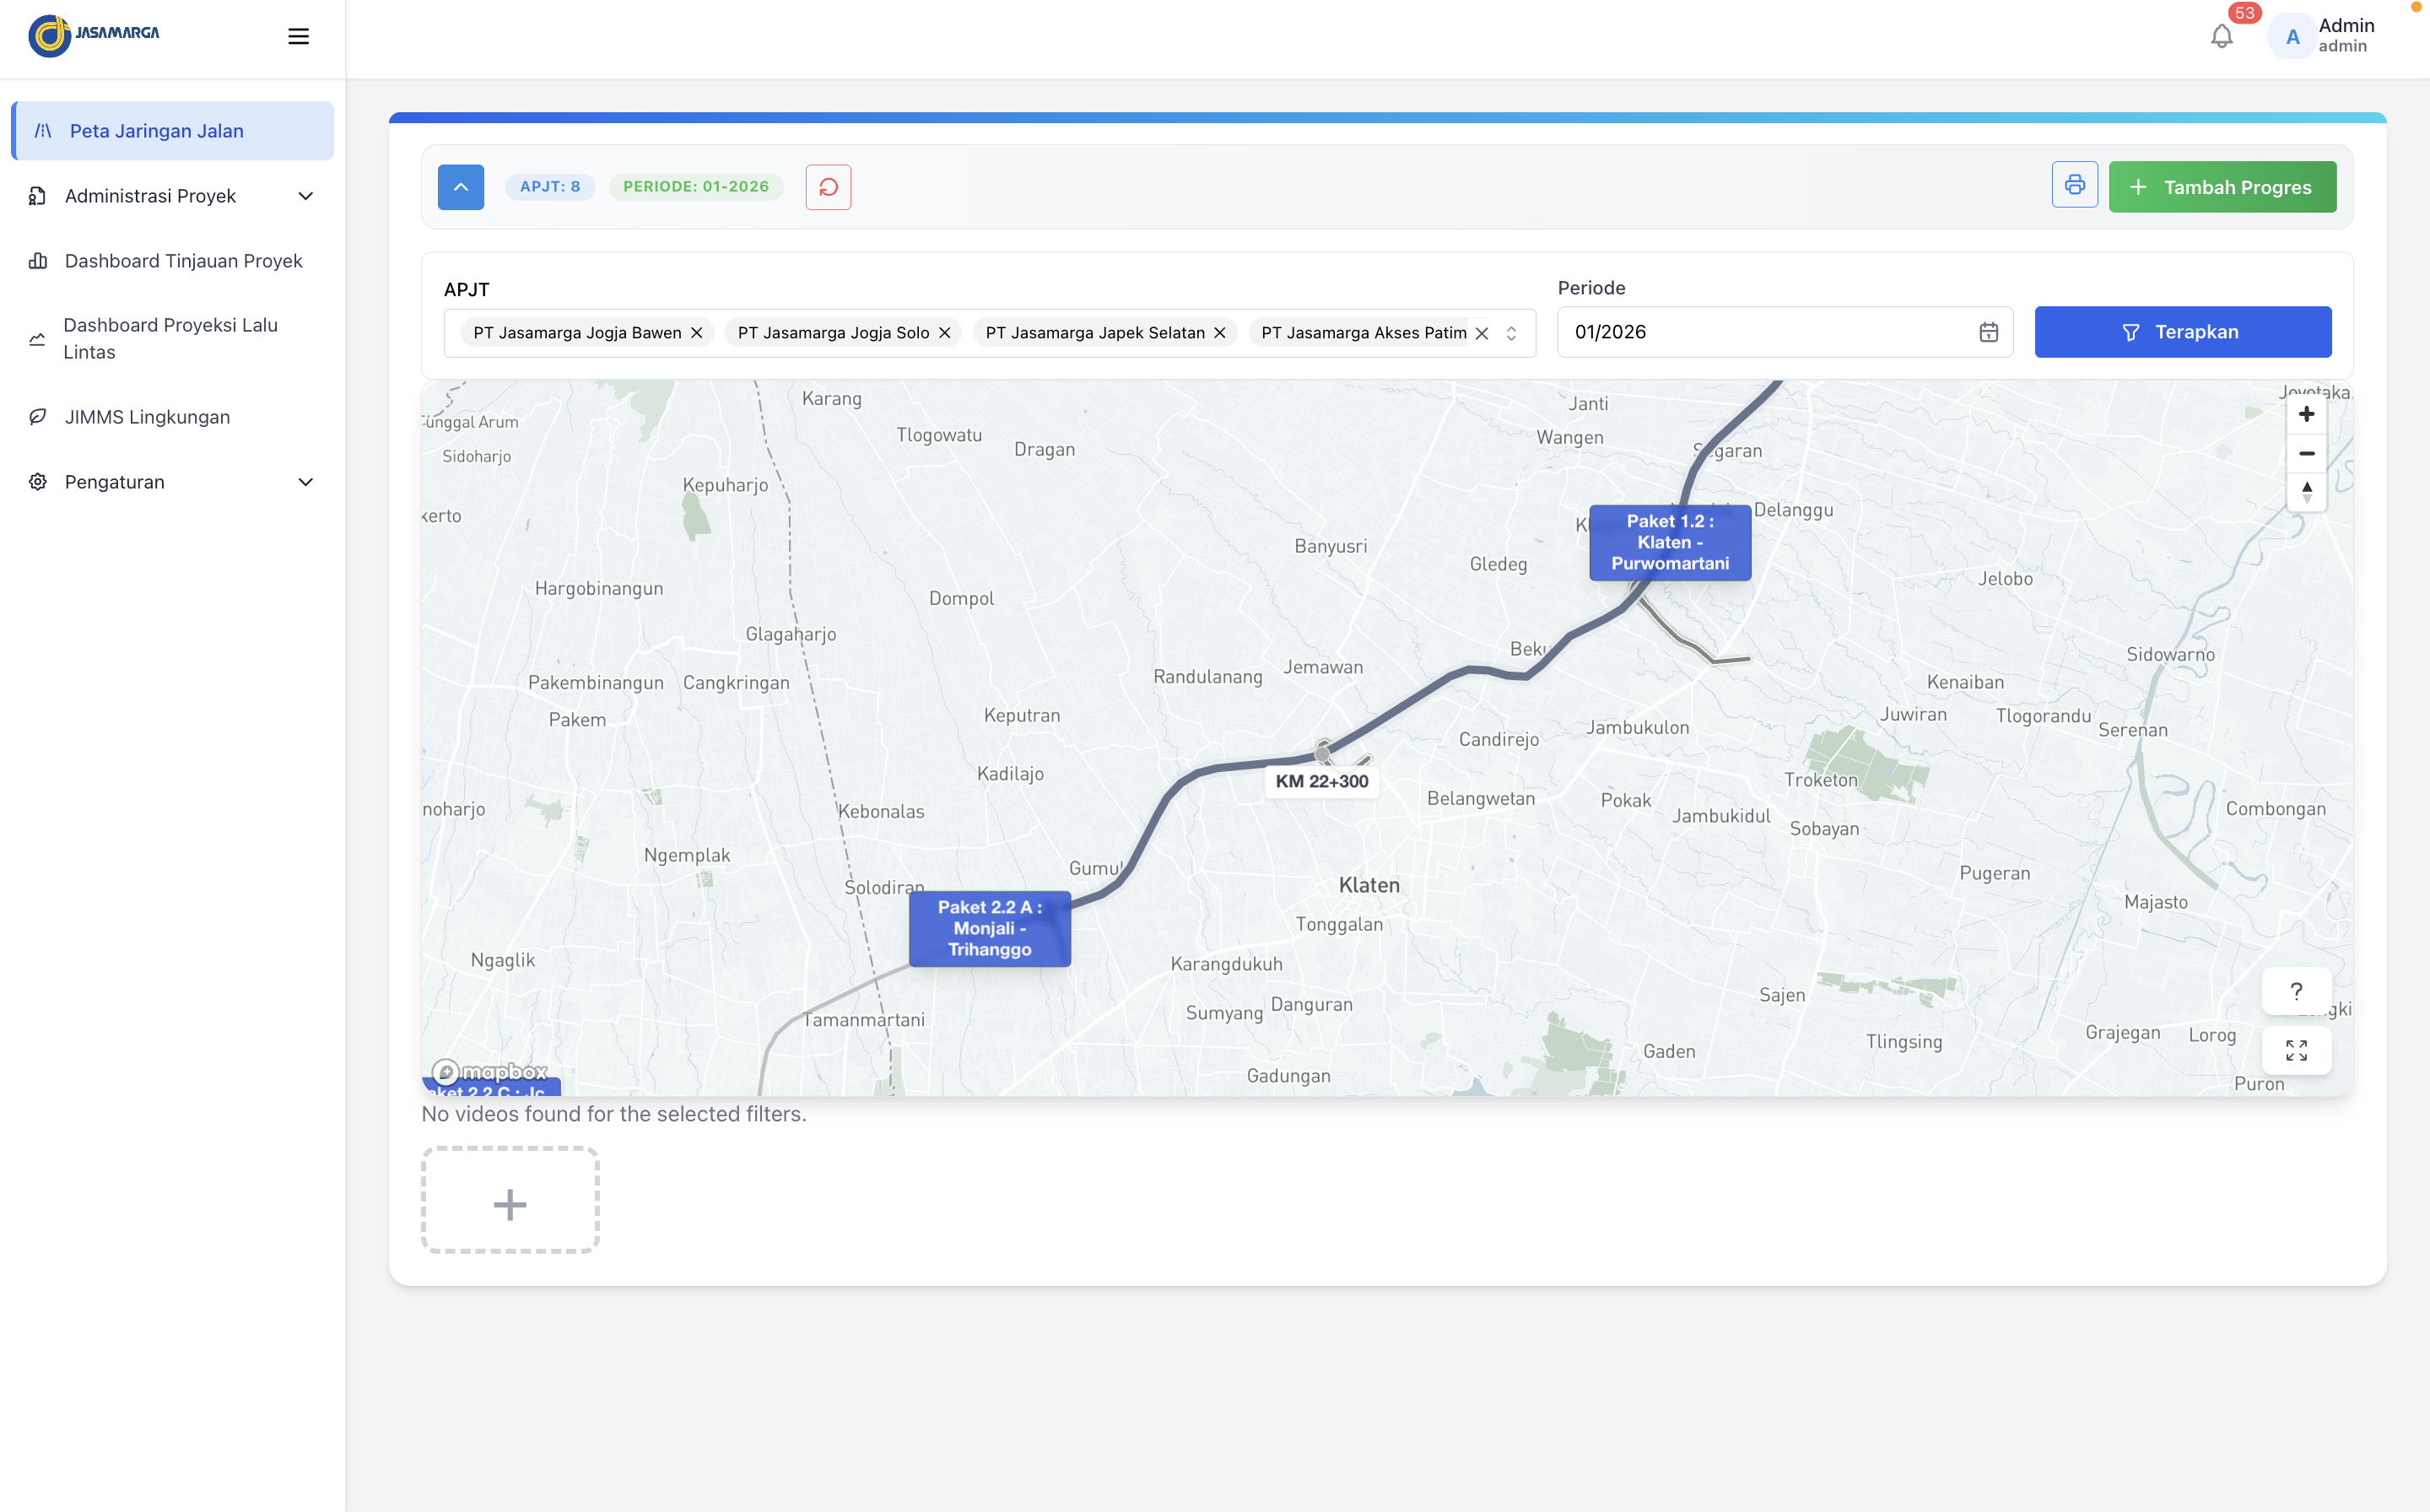 JASAMARGA
53
A
Admin
admin
Peta Jaringan Jalan
Administrasi Proyek
Dashboard Tinjauan Proyek
Dashboard Proyeksi Lalu
Lintas
JIMMS Lingkungan
Pengaturan
APJT: 8
PERIODE: 01-2026
Tambah Progres
APJT
PT Jasamarga Jogja Bawen
PT Jasamarga Jogja Solo
PT Jasamarga Japek Selatan
PT Jasamarga Akses Patim
Periode
01/2026
Terapkan
Karang
Janti
Tlogowatu
Wangen
Dragan
Sidoharjo
Kepuharjo
Delanggu
Paket 1.2 :
Klaten -
Purwomartani
Banyusri
Gledeg
Jelobo
Hargobinangun
Dompol
Glagaharjo
Sidowarno
Jemawan
Randulanang
Pakembinangun
Cangkringan
Kenaiban
Keputran
Pakem
Juwiran
Tlogorandu
Serenan
Jambukulon
Candirejo
Kadilajo
KM 22+300
Troketon
Belangwetan
Pokak
Kebonalas
Jambukidul
Combongan
Sobayan
Ngemplak
Pugeran
Klaten
Majasto
Paket 2.2 A :
Monjali -
Trihanggo
Tonggalan
Ngaglik
Karangdukuh
Sajen
Danguran
Sumyang
Tamanmartani
Grajegan
Lorog
Tlingsing
Gaden
Gadungan
Puron
?
mapbox
No videos found for the selected filters.